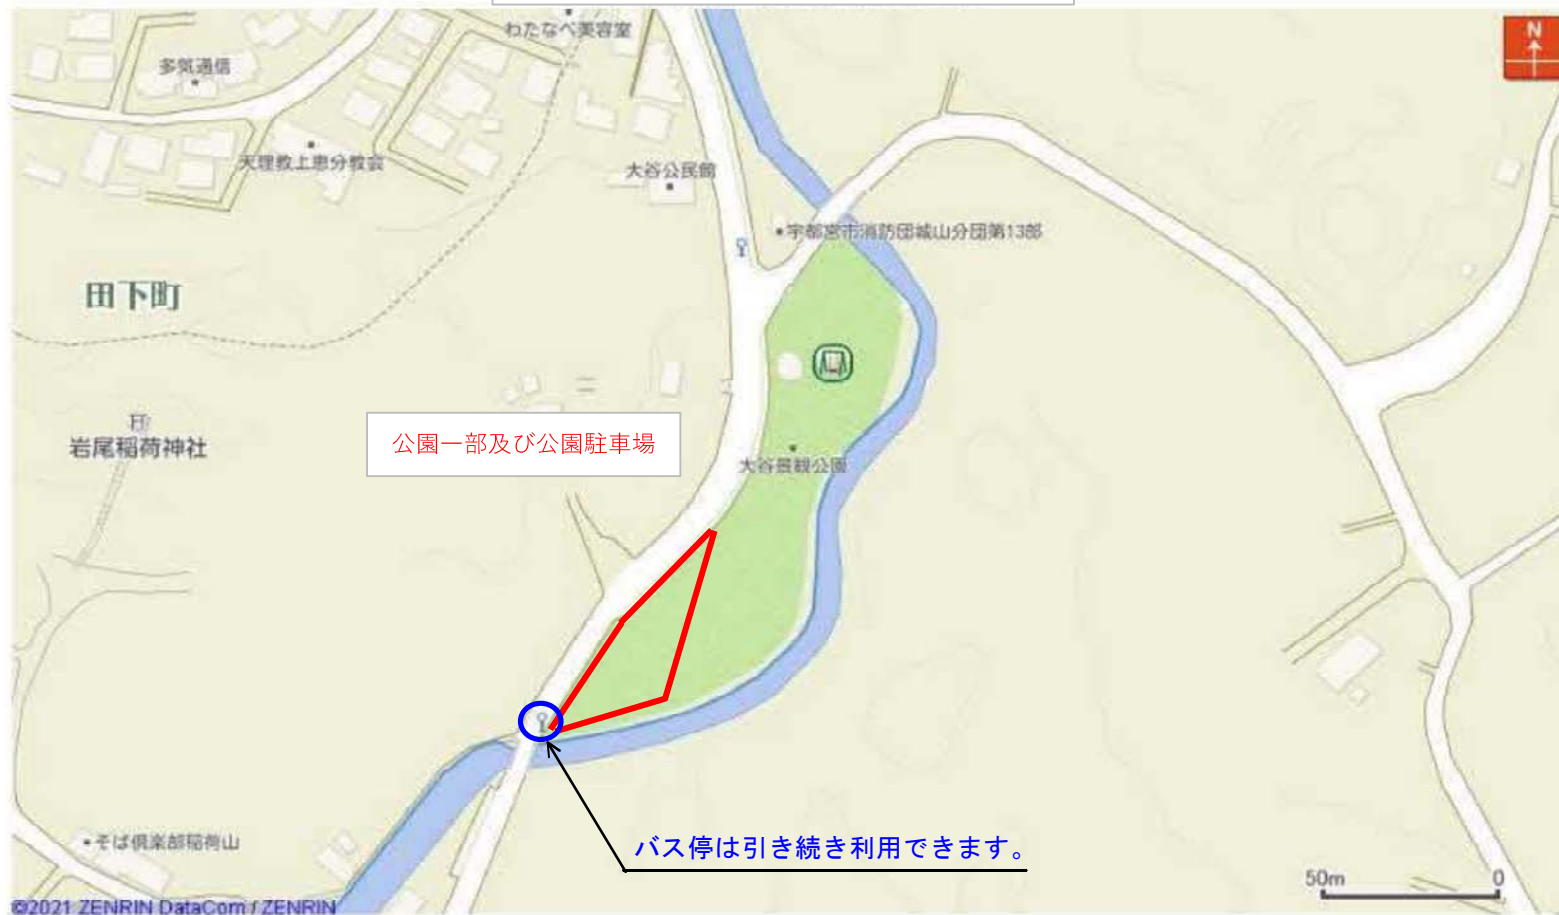 わたなべ美容室
N
多気通信
天理教上恵分教会
大谷公民館
宇都宮市消防団城山分団第13部
田下町
岩尾稲荷神社
公園一部及び公園駐車場
大谷景観公園
そば倶楽部稲荷山
バス停は引き続き利用できます。
50m 0
©2021 ZENRIN DataCom / ZENRIN